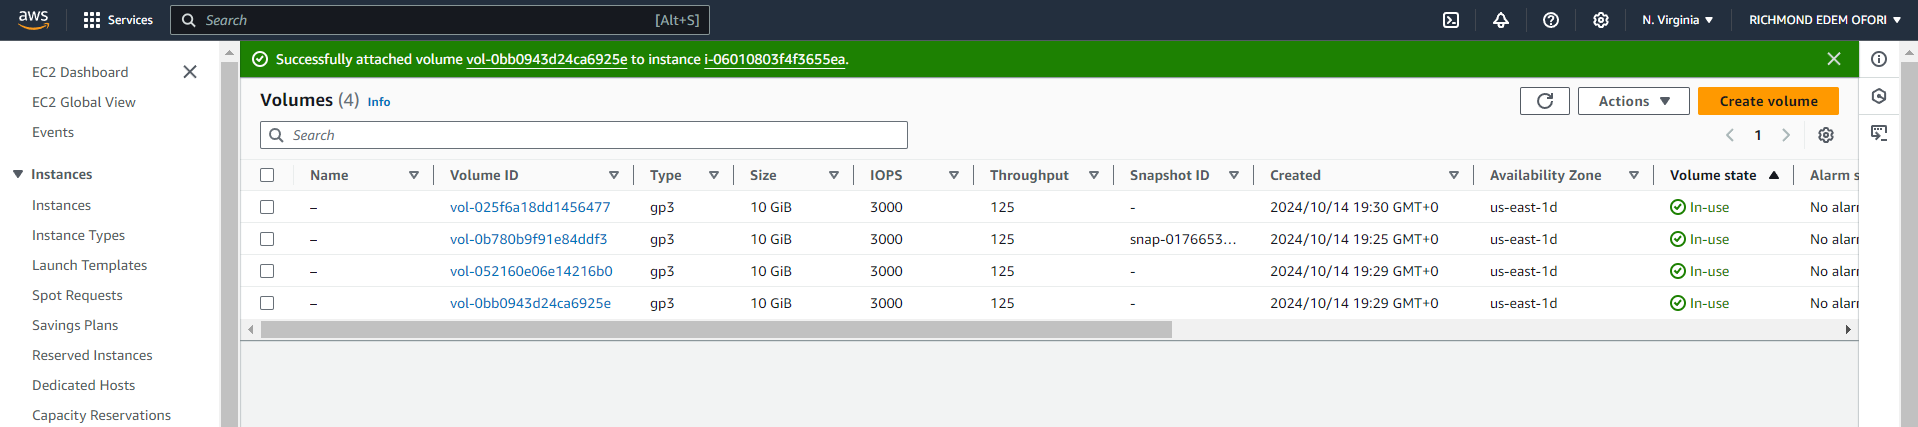 aws Services Search [Alt+S] N. Virginia RICHMOND EDEM OFORI
Successfully attached volume vol-0bb0943d24ca6925e to instance i-06010803f4f3655ea.
EC2 Dashboard
EC2 Global View
Events
Instances
Instances
Instance Types
Launch Templates
Spot Requests
Savings Plans
Reserved Instances
Dedicated Hosts
Capacity Reservations
Volumes (4) Info
Actions
Create volume
Search
1
Name Volume ID Type Size IOPS Throughput Snapshot ID Created Availability Zone Volume state Alarm s
– vol-025f6a18dd1456477 gp3 10 GiB 3000 125 - 2024/10/14 19:30 GMT+0 us-east-1d In-use No alar
– vol-0b780b9f91e84ddf3 gp3 10 GiB 3000 125 snap-0176653... 2024/10/14 19:25 GMT+0 us-east-1d In-use No alar
– vol-052160e06e14216b0 gp3 10 GiB 3000 125 - 2024/10/14 19:29 GMT+0 us-east-1d In-use No alar
– vol-0bb0943d24ca6925e gp3 10 GiB 3000 125 - 2024/10/14 19:29 GMT+0 us-east-1d In-use No alar